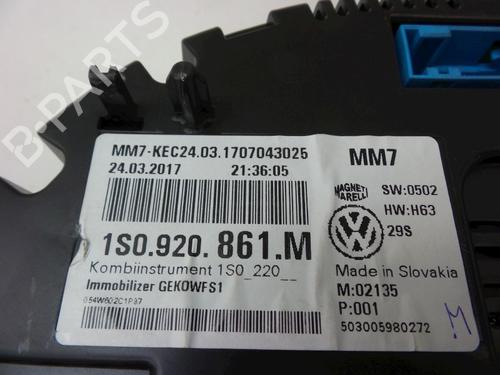 B-PARTS
MM7-KEC24.03.1707043025
MM7
24.03.2017 21:36:05
MAGNETI MARELLI
SW:0502
HW:H63
29S
1S0.920.861.M
Kombiinstrument 1S0_220__
Made in Slovakia
Immobilizer GEKOWFS1
M:02135
P:001
503005980272
M